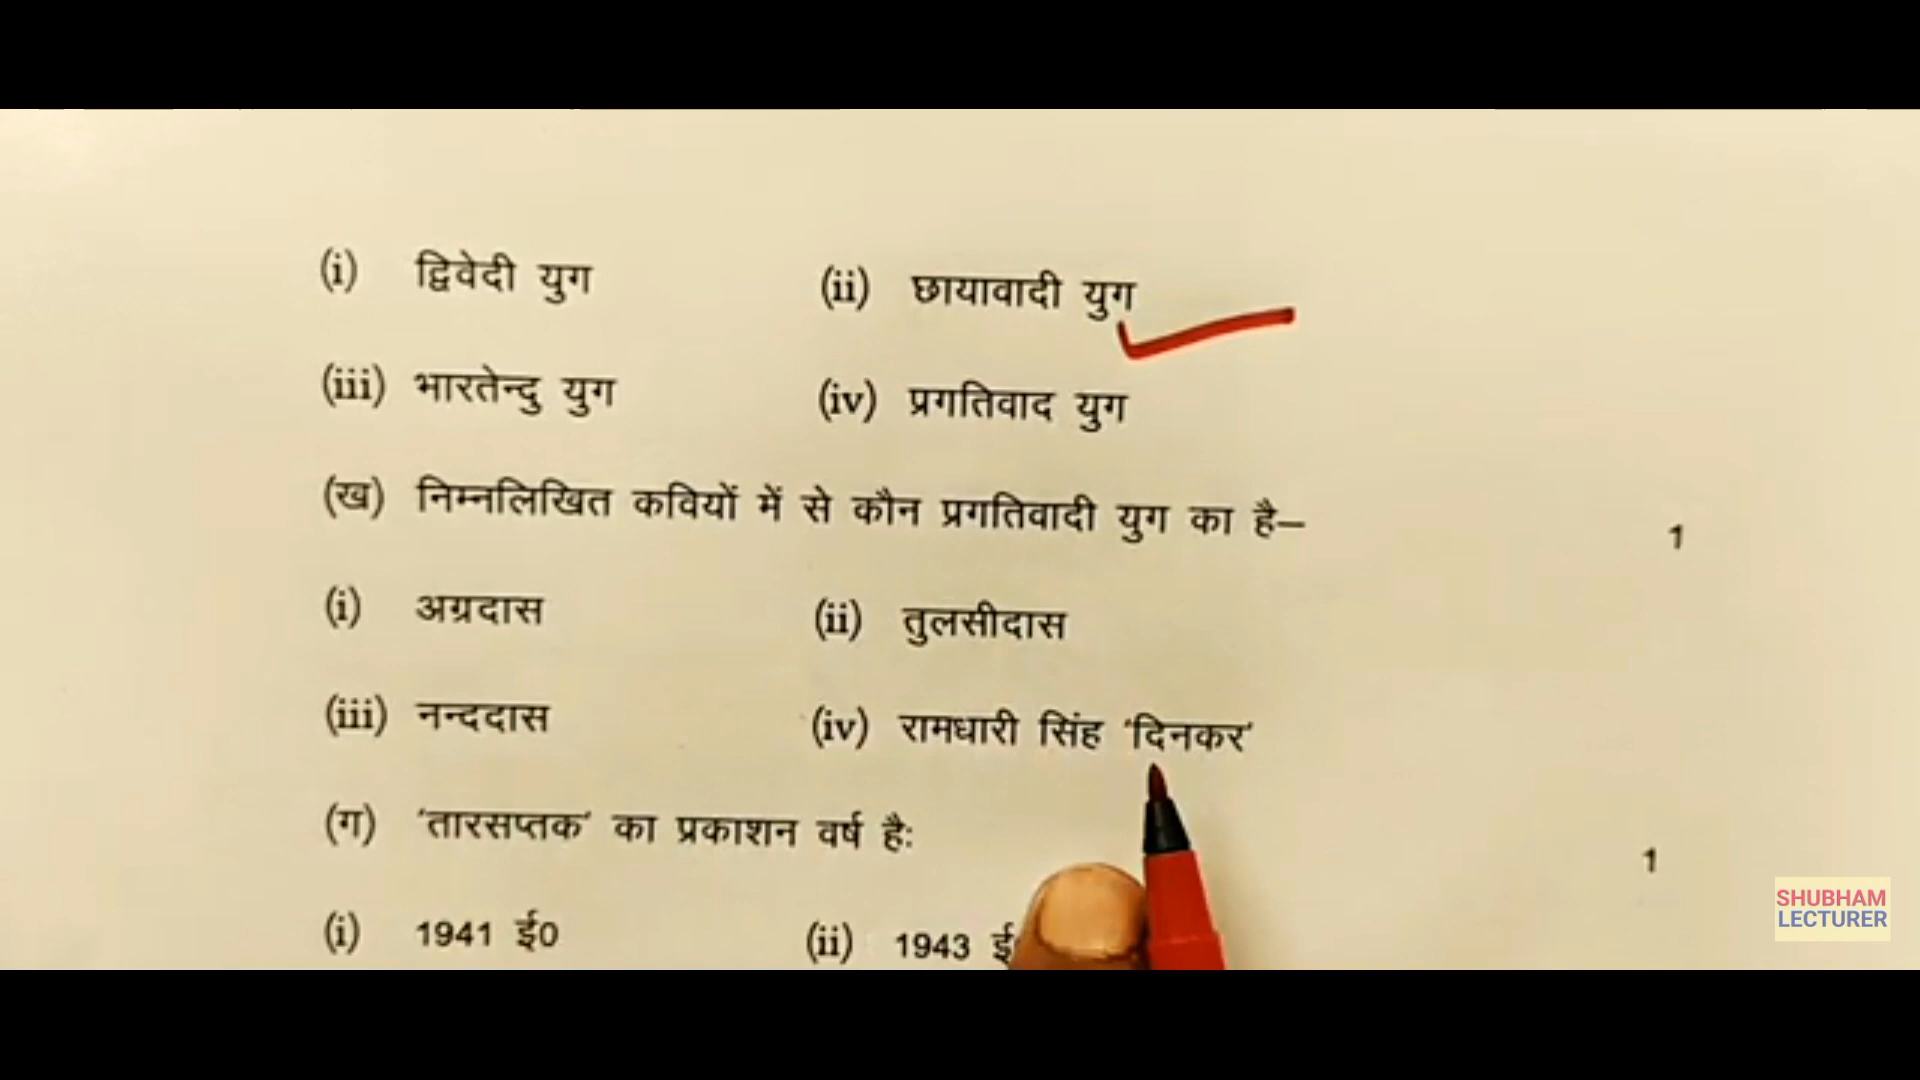 (i) द्विवेदी युग (ii) छायावादी युग
(iii) भारतेन्दु युग (iv) प्रगतिवाद युग
(ख) निम्नलिखित कवियों में से कौन प्रगतिवादी युग का है– 1
(i) अग्रदास (ii) तुलसीदास
(iii) नन्ददास (iv) रामधारी सिंह 'दिनकर'
(ग) 'तारसप्तक' का प्रकाशन वर्ष है: 1
(i) 1941 ई0 (ii) 1943 ई
SHUBHAM
LECTURER